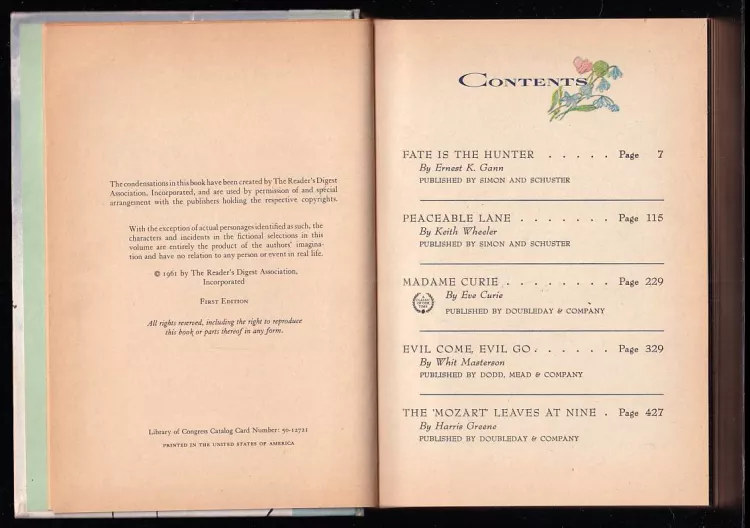 The condensations in this book have been created by The Reader's Digest
Association, Incorporated, and are used by permission of and special
arrangement with the publishers holding the respective copyrights.
With the exception of actual personages identified as such, the
characters and incidents in the fictional selections in this
volume are entirely the product of the authors' imagina-
tion and have no relation to any person or event in real life.
© 1961 by The Reader's Digest Association,
Incorporated
First Edition
All rights reserved, including the right to reproduce
this book or parts thereof in any form.
Library of Congress Catalog Card Number: 50-12721
PRINTED IN THE UNITED STATES OF AMERICA
CONTENTS
FATE IS THE HUNTER . . . . . Page 7
By Ernest K. Gann
PUBLISHED BY SIMON AND SCHUSTER
PEACEABLE LANE . . . . . . . Page 115
By Keith Wheeler
PUBLISHED BY SIMON AND SCHUSTER
MADAME CURIE . . . . . . . . Page 229
By Eve Curie
PUBLISHED BY DOUBLEDAY & COMPANY
EVIL COME, EVIL GO . . . . . . Page 329
By Whit Masterson
PUBLISHED BY DODD, MEAD & COMPANY
THE 'MOZART' LEAVES AT NINE . Page 427
By Harris Greene
PUBLISHED BY DOUBLEDAY & COMPANY